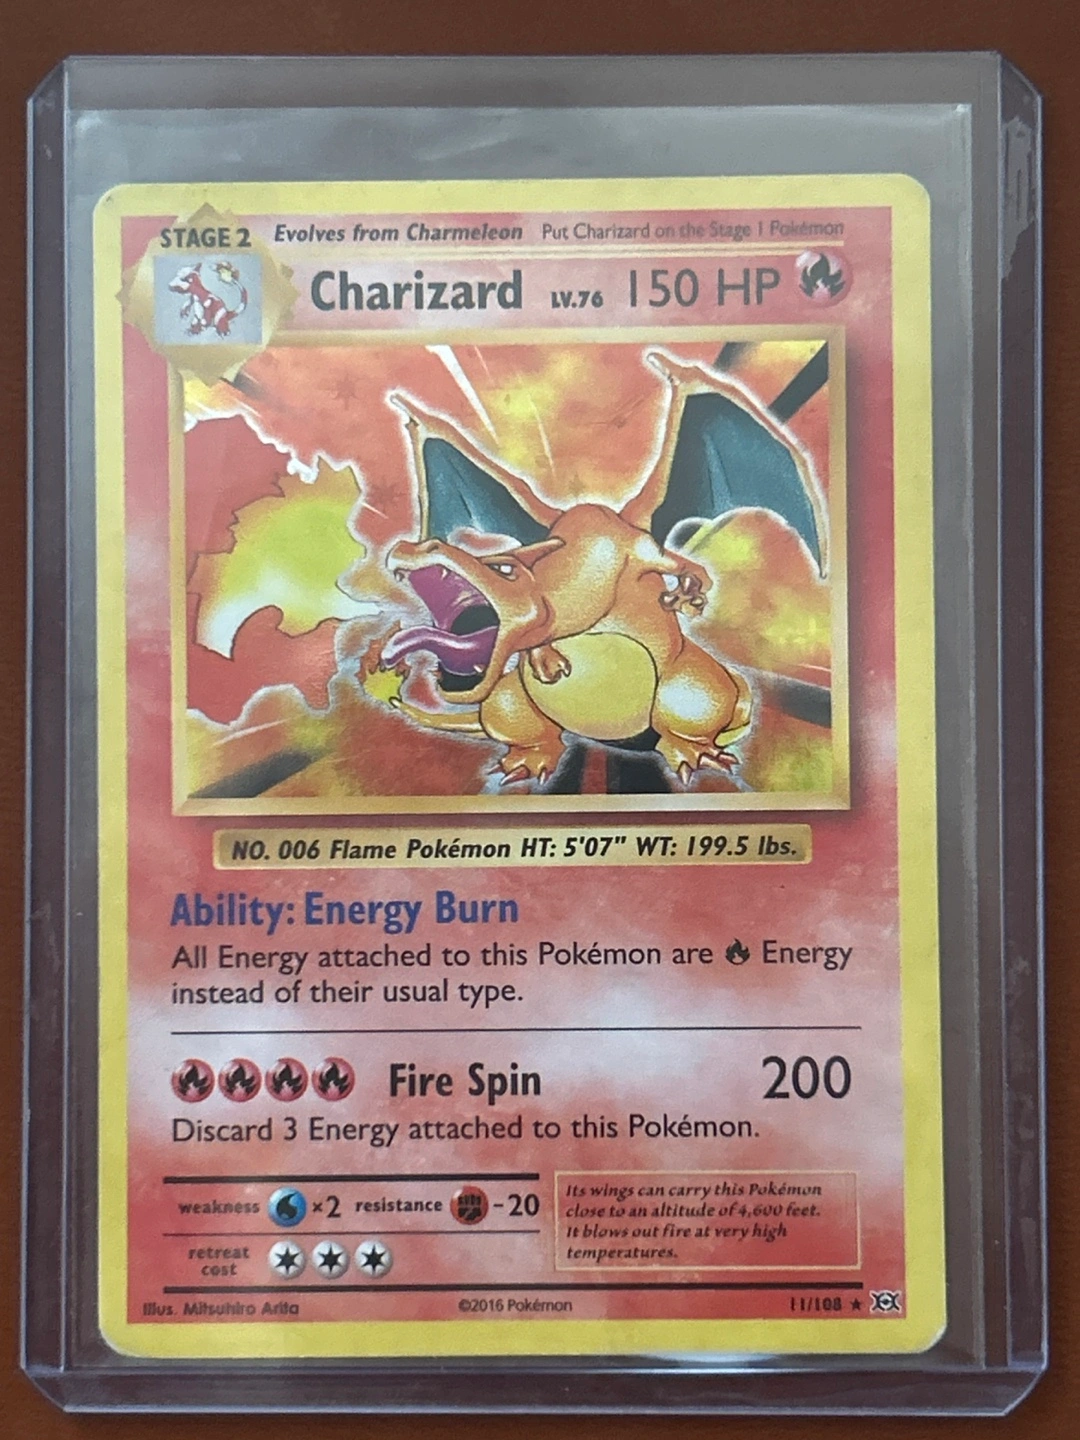 STAGE 2 Evolves from Charmeleon Put Charizard on the Stage 1 Pokémon
Charizard LV.76 150 HP
NO. 006 Flame Pokémon HT: 5'07" WT: 199.5 lbs.
Ability: Energy Burn
All Energy attached to this Pokémon are Energy
instead of their usual type.
Fire Spin 200
Discard 3 Energy attached to this Pokémon.
weakness ×2 resistance -20
retreat
cost
Its wings can carry this Pokémon
close to an altitude of 4,600 feet.
It blows out fire at very high
temperatures.
Illus. Mitsuhiro Arita ©2016 Pokémon 11/108 ★